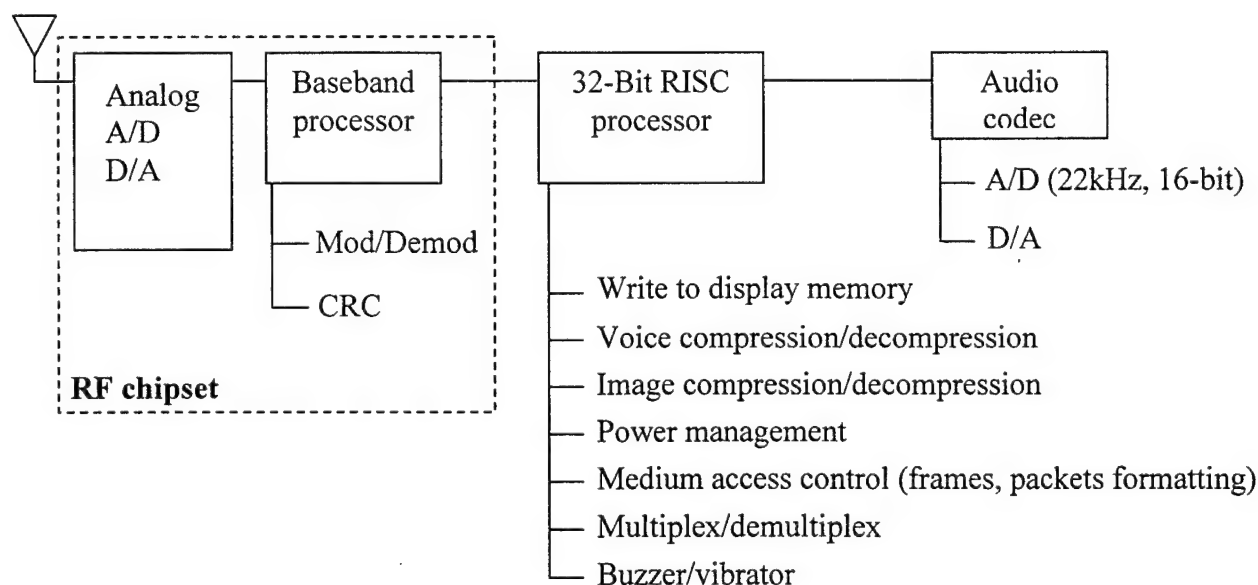 Analog
A/D
D/A
Baseband
processor
32-Bit RISC
processor
Audio
codec
A/D (22kHz, 16-bit)
D/A
Mod/Demod
CRC
RF chipset
Write to display memory
Voice compression/decompression
Image compression/decompression
Power management
Medium access control (frames, packets formatting)
Multiplex/demultiplex
Buzzer/vibrator